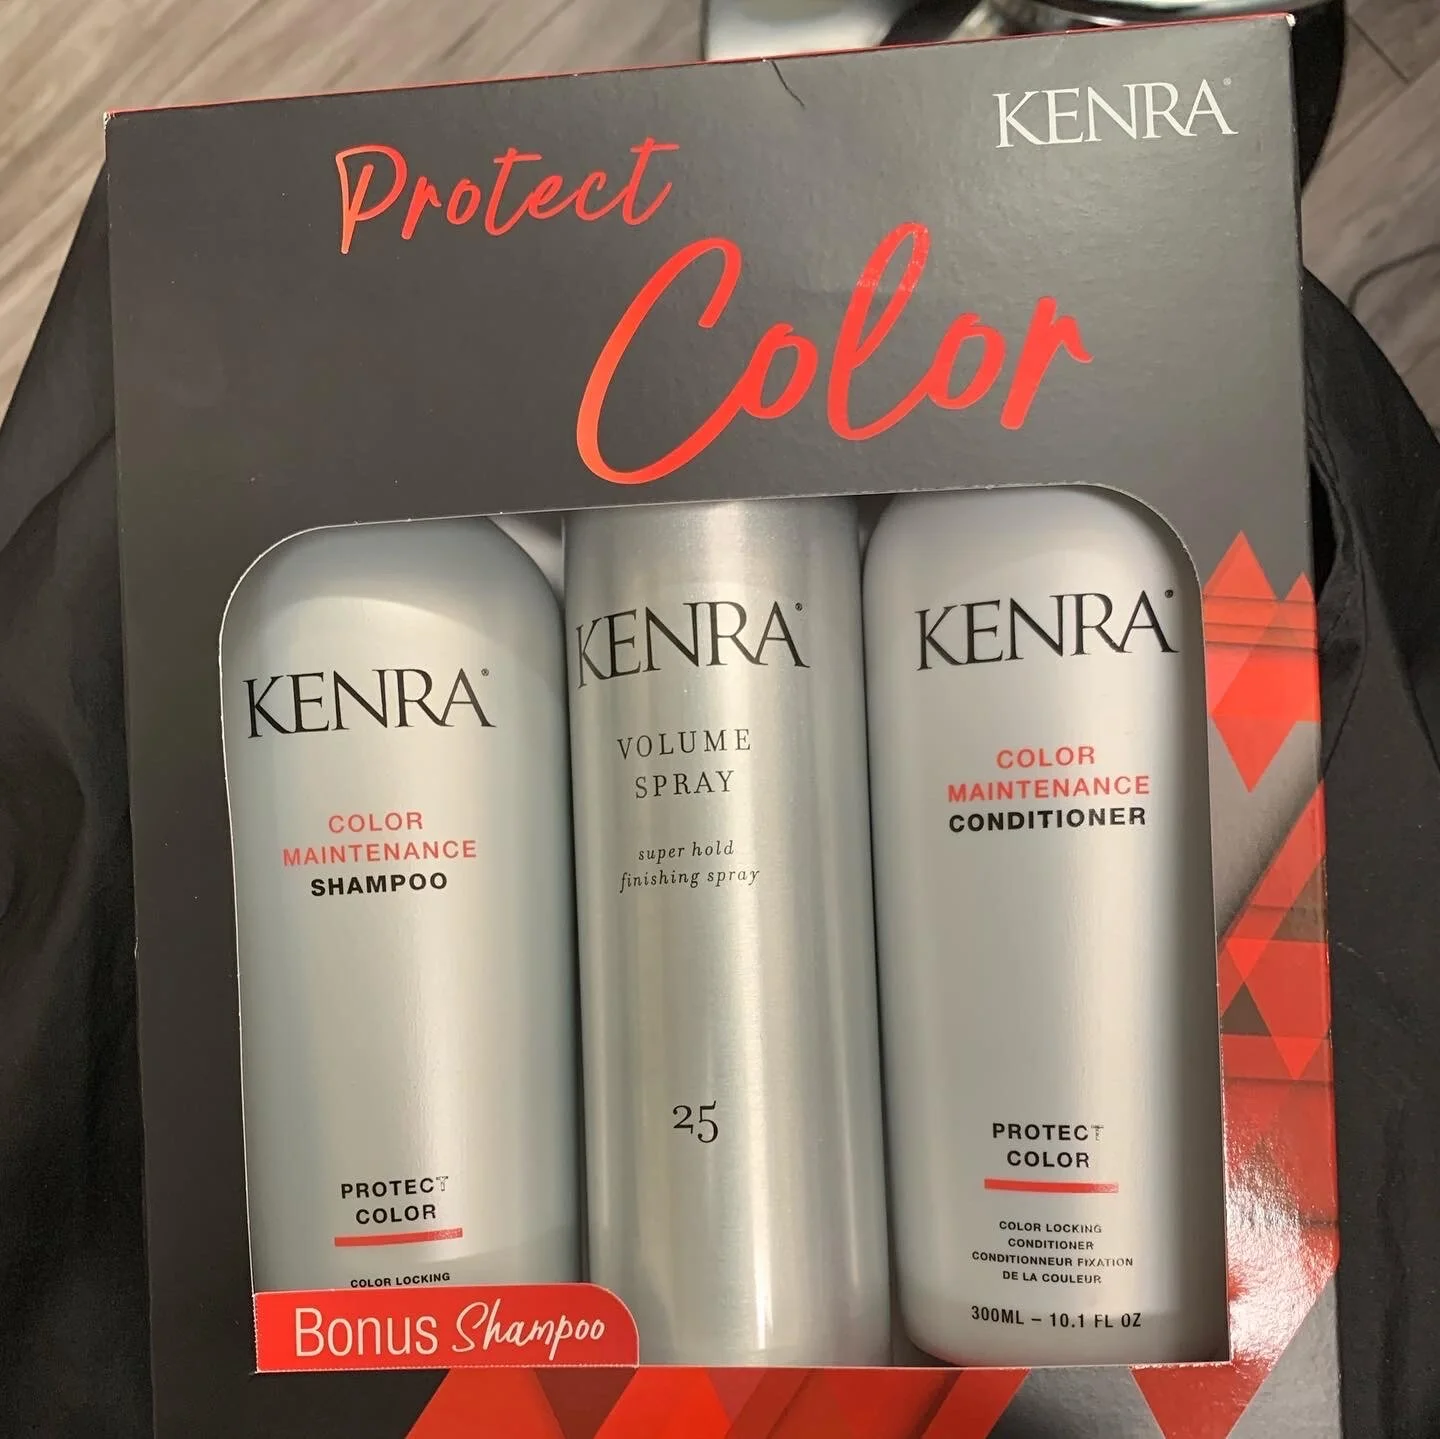 KENRA®
Protect
Color
KENRA®
COLOR
MAINTENANCE
SHAMPOO
PROTECT
COLOR
COLOR LOCKING
Bonus Shampoo
KENRA®
VOLUME
SPRAY
super hold
finishing spray
25
KENRA®
COLOR
MAINTENANCE
CONDITIONER
PROTECT
COLOR
COLOR LOCKING
CONDITIONER
CONDITIONNEUR FIXATION
DE LA COULEUR
300ML – 10.1 FL OZ